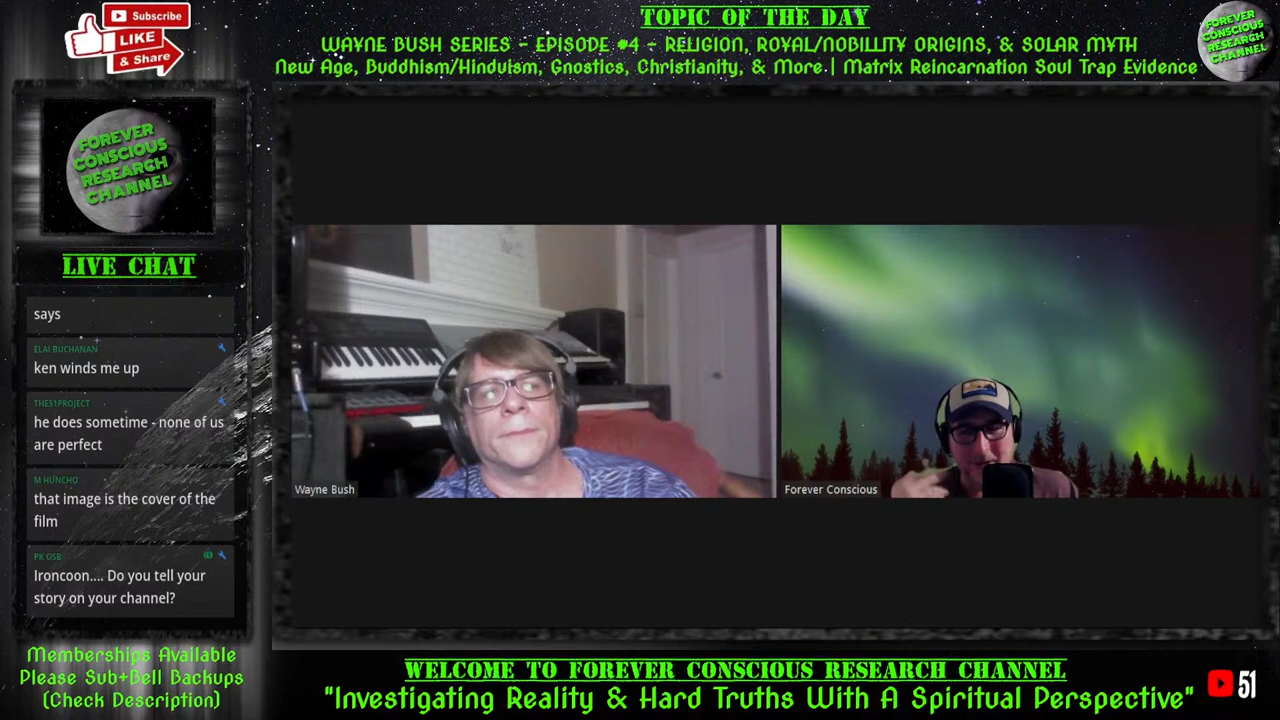 Subscribe
LIKE
& Share
TOPIC OF THE DAY
WAYNE BUSH SERIES - EPISODE #4 - RELIGION, ROYAL/NOBILLITY ORIGINS, & SOLAR MYTH
New Age, Buddhism/Hinduism, Gnostics, Christianity, & More | Matrix Reincarnation Soul Trap Evidence
FOREVER
CONSCIOUS
RESEARCH
CHANNEL
FOREVER
CONSCIOUS
RESEARCH
CHANNEL
LIVE CHAT
says
ELAI BUCHANAN
ken winds me up
THE51PROJECT
he does sometime - none of us
are perfect
M HUNCHO
that image is the cover of the
film
PK OSB
Ironcoon.... Do you tell your
story on your channel?
Wayne Bush
Forever Conscious
Memberships Available
Please Sub+Bell Backups
(Check Description)
WELCOME TO FOREVER CONSCIOUS RESEARCH CHANNEL
"Investigating Reality & Hard Truths With A Spiritual Perspective"
51